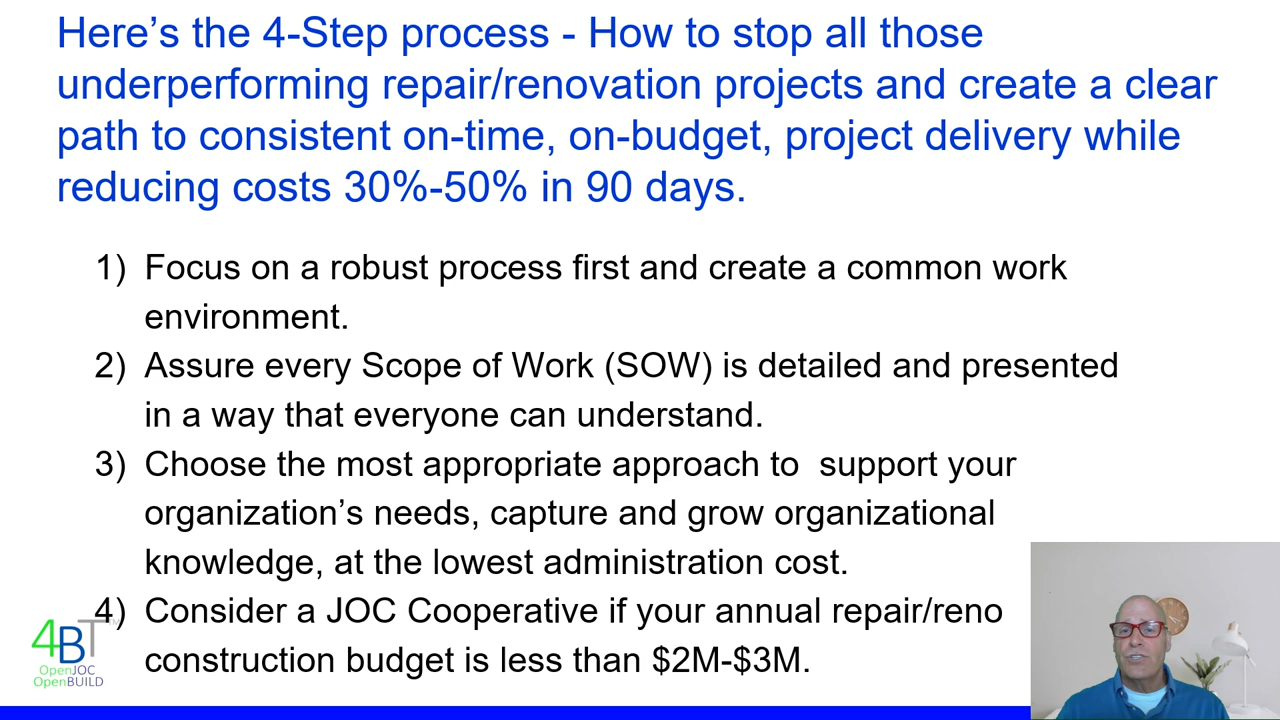 Here’s the 4-Step process - How to stop all those
underperforming repair/renovation projects and create a clear
path to consistent on-time, on-budget, project delivery while
reducing costs 30%-50% in 90 days.
1) Focus on a robust process first and create a common work
environment.
2) Assure every Scope of Work (SOW) is detailed and presented
in a way that everyone can understand.
3) Choose the most appropriate approach to  support your
organization’s needs, capture and grow organizational
knowledge, at the lowest administration cost.
4) Consider a JOC Cooperative if your annual repair/reno
construction budget is less than $2M-$3M.
4BT
OpenJOC
OpenBUILD